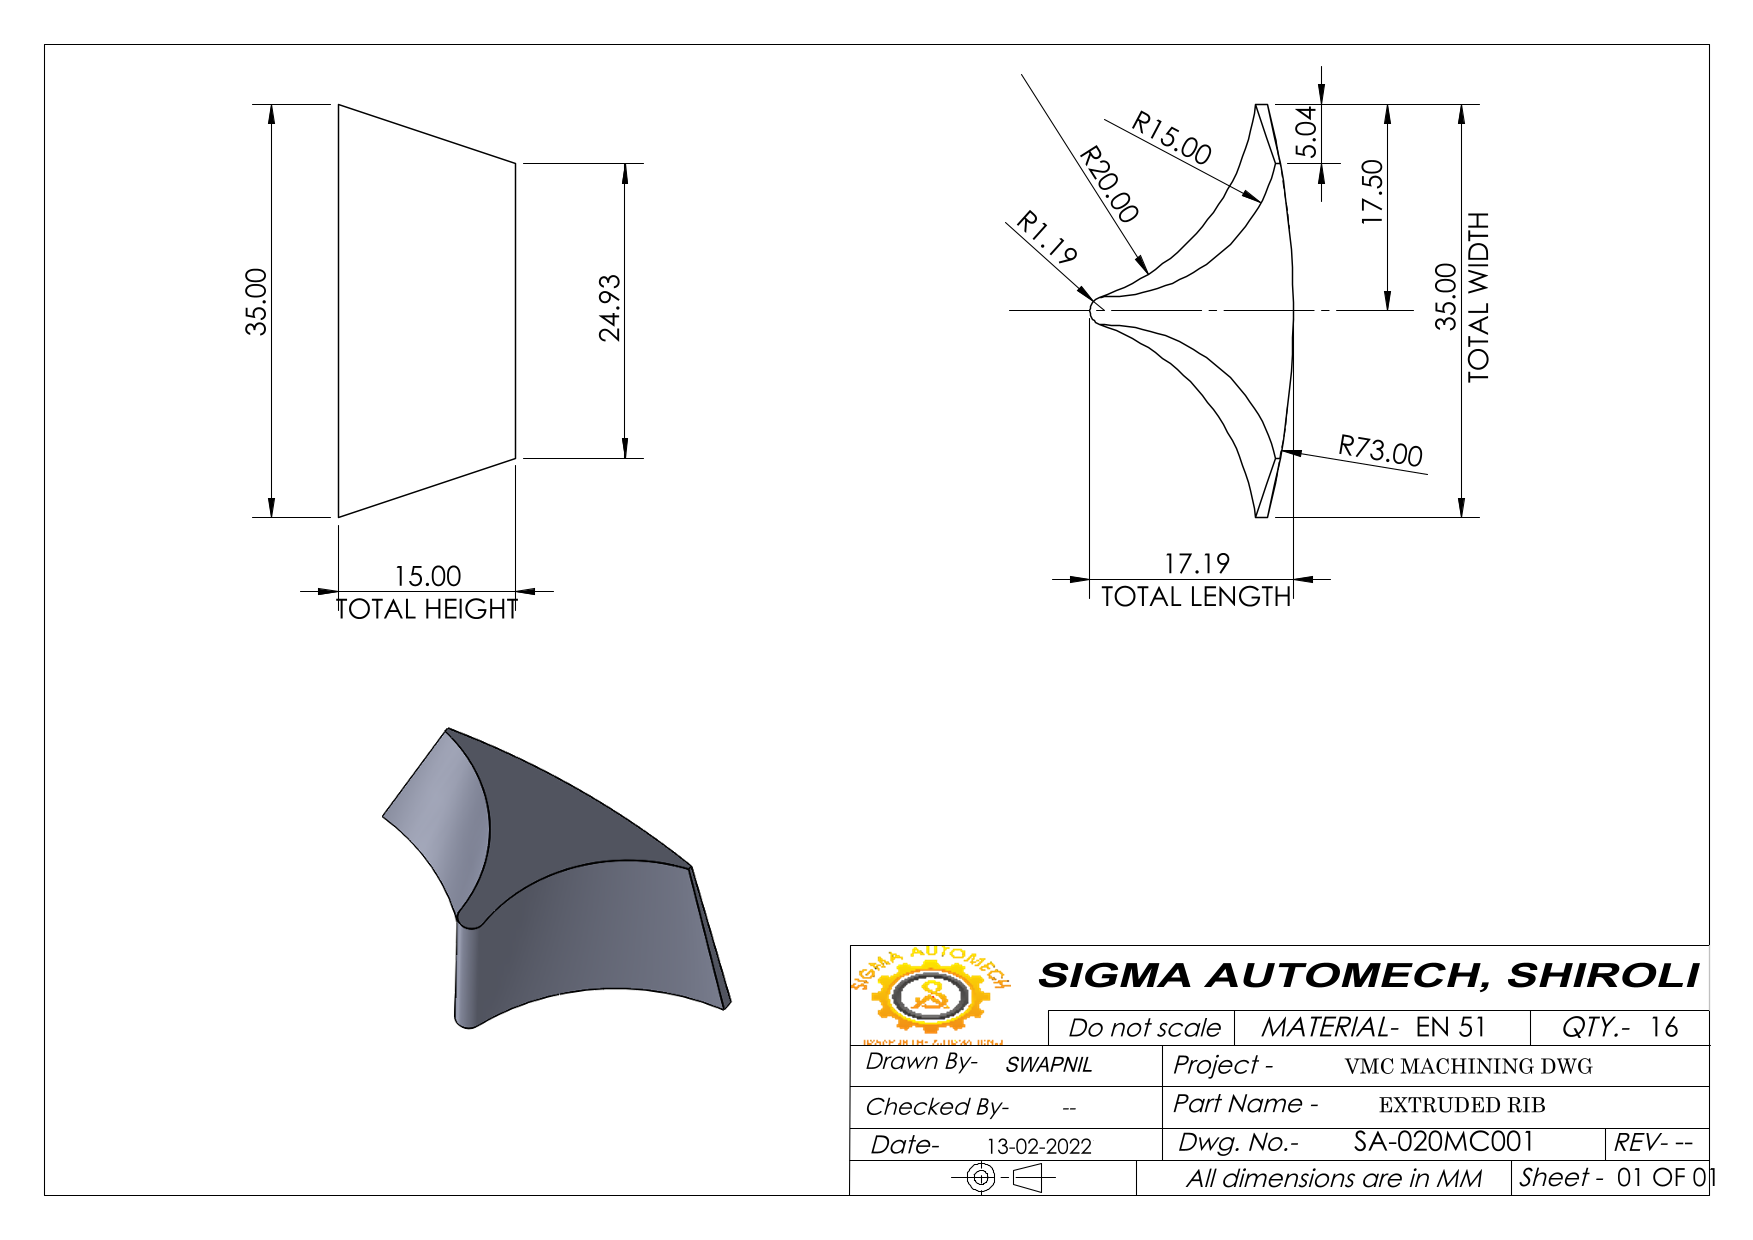 35.00
24.93
15.00
TOTAL HEIGHT
R1.19
R20.00
R15.00
5.04
17.50
35.00
TOTAL WIDTH
R73.00
17.19
TOTAL LENGTH
SIGMA AUTOMECH
SIGMA AUTOMECH, SHIROLI
Do not scale MATERIAL- EN 51 QTY.- 16
Drawn By- SWAPNIL Project - VMC MACHINING DWG
Checked By- -- Part Name - EXTRUDED RIB
Date- 13-02-2022 Dwg. No.- SA-020MC001 REV- --
All dimensions are in MM Sheet - 01 OF 01